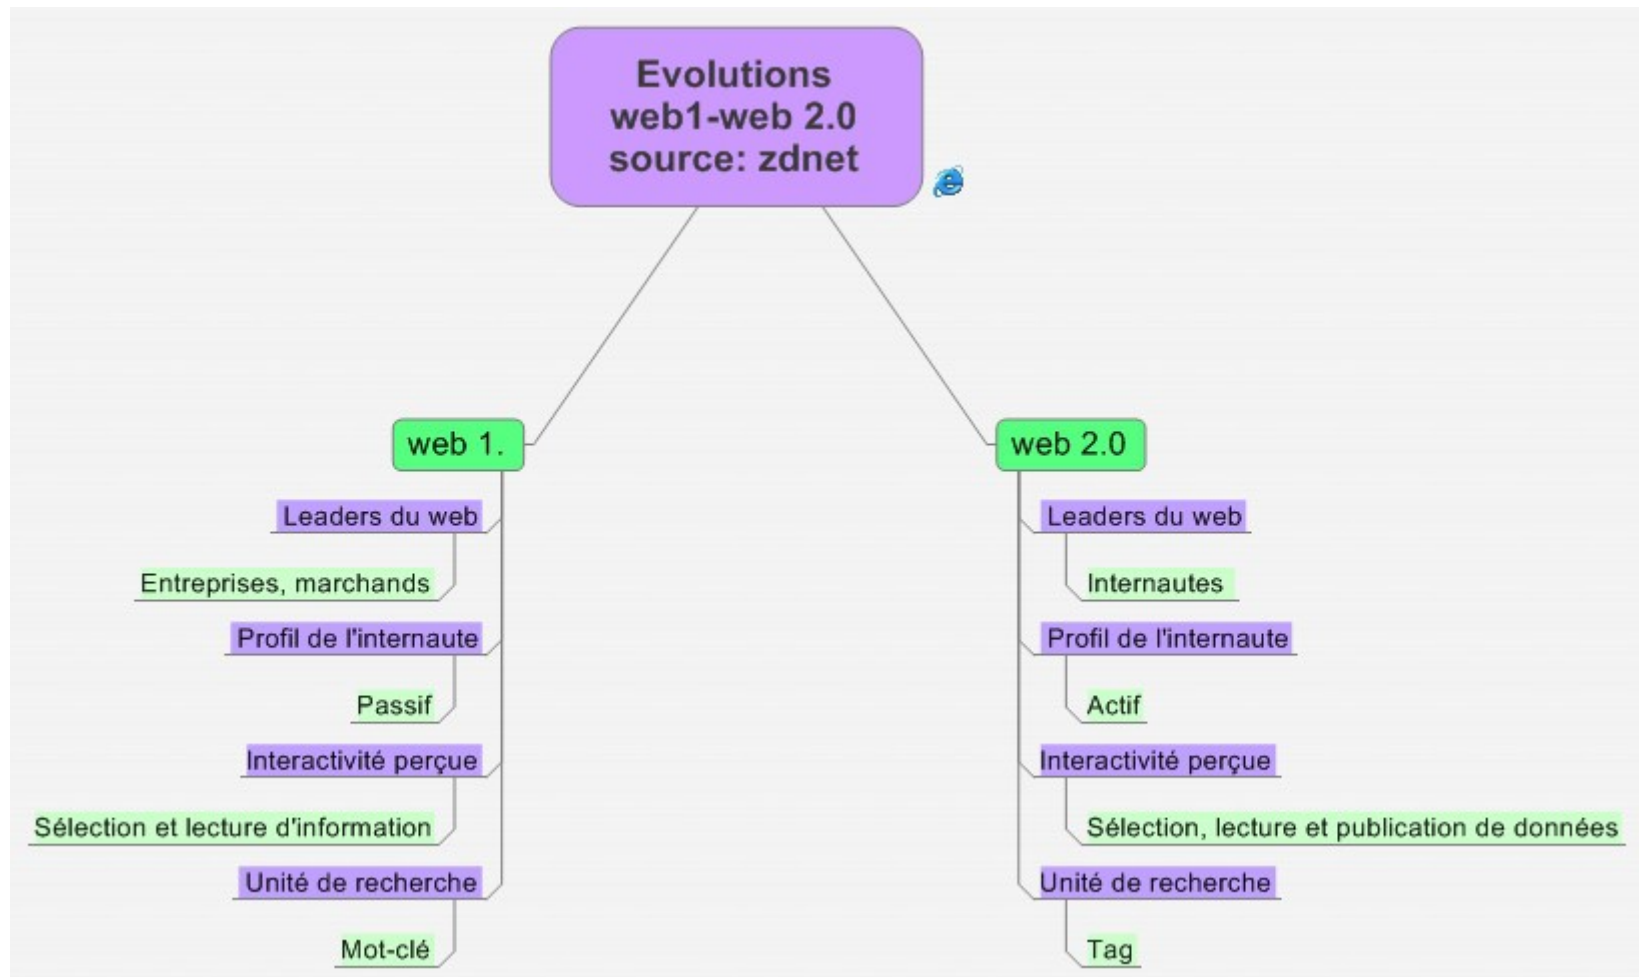 Evolutions
web1-web 2.0
source: zdnet
web 1.
Leaders du web
Entreprises, marchands
Profil de l'internaute
Passif
Interactivité perçue
Sélection et lecture d'information
Unité de recherche
Mot-clé
web 2.0
Leaders du web
Internautes
Profil de l'internaute
Actif
Interactivité perçue
Sélection, lecture et publication de données
Unité de recherche
Tag